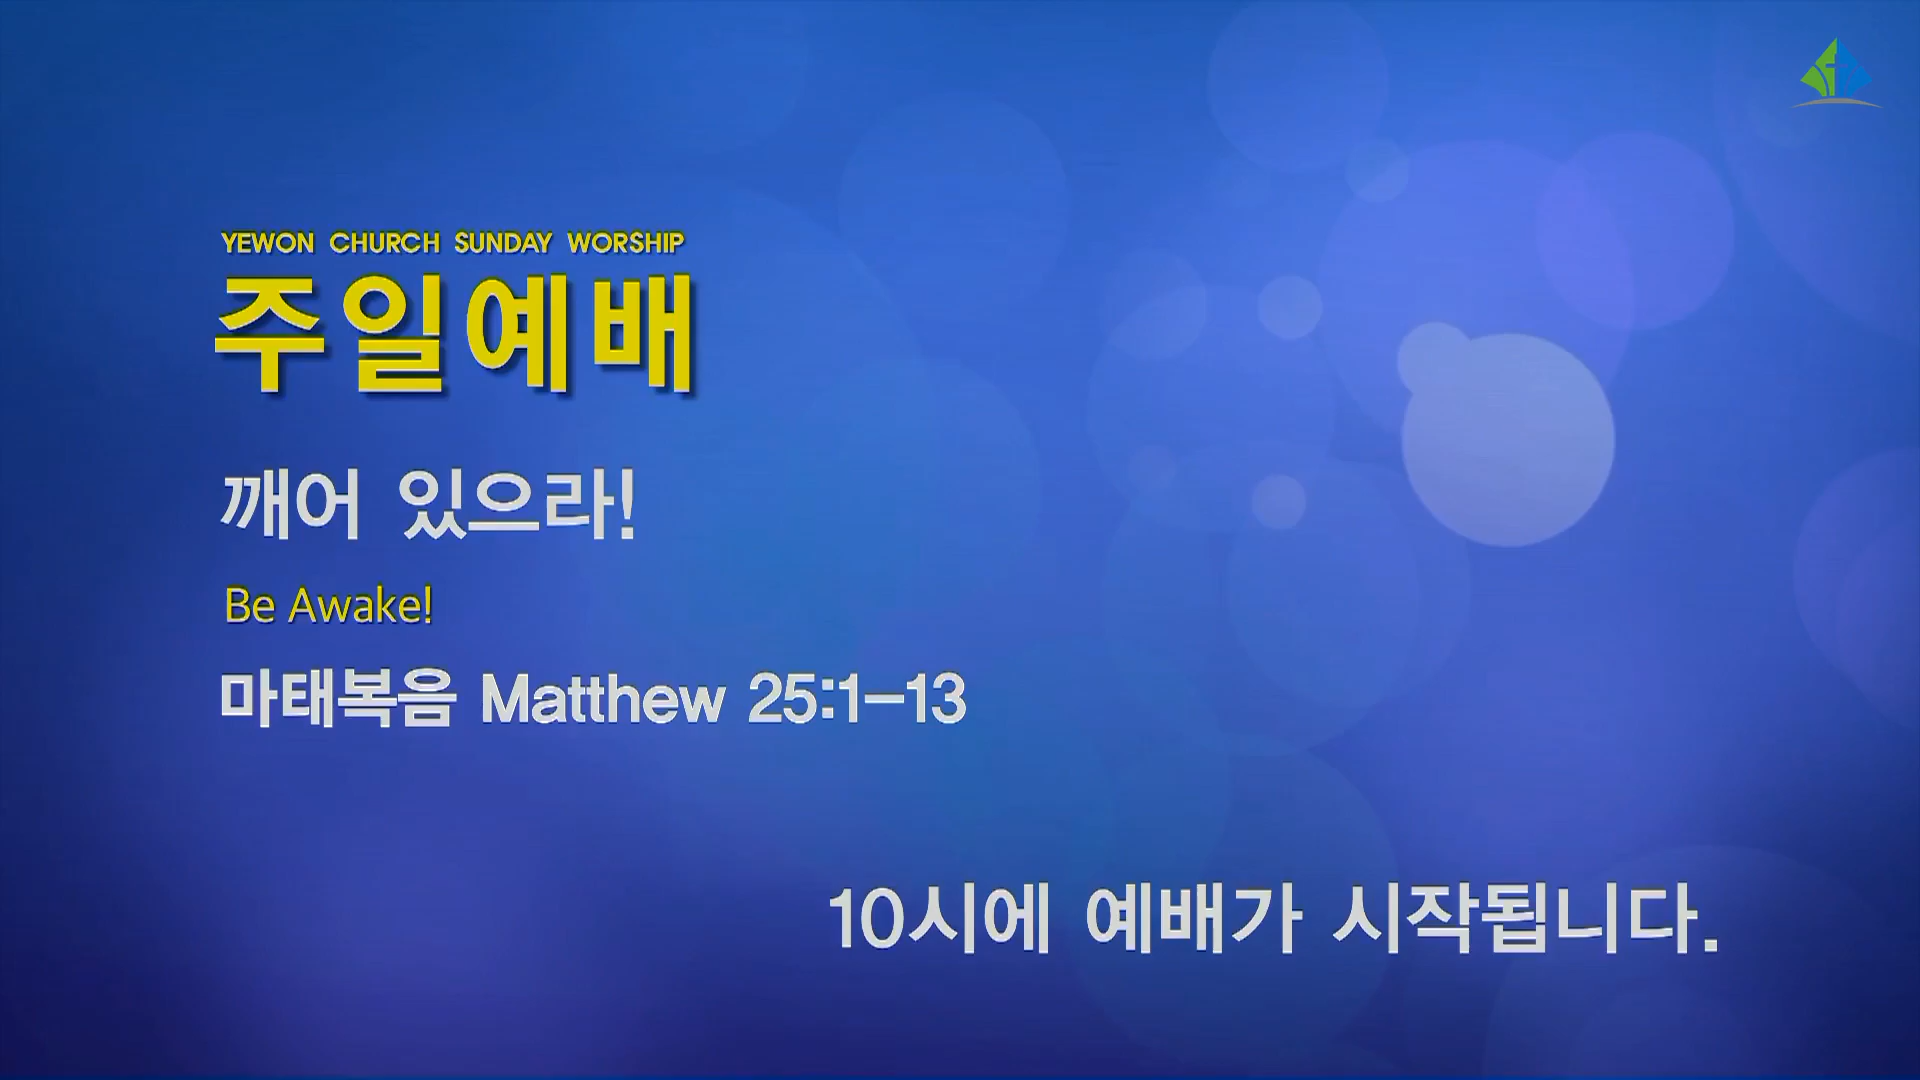 YEWON CHURCH SUNDAY WORSHIP
주일예배
깨어 있으라!
Be Awake!
마태복음 Matthew 25:1-13
10시에 예배가 시작됩니다.